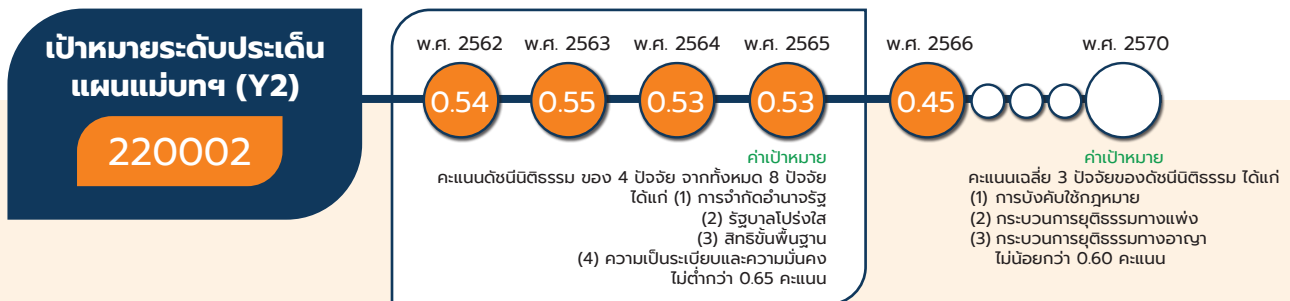 เป้าหมายระดับประเด็น
แผนแม่บทฯ (Y2)
220002
พ.ศ. 2562
พ.ศ. 2563
พ.ศ. 2564
พ.ศ. 2565
พ.ศ. 2566
พ.ศ. 2570
0.54
0.55
0.53
0.53
0.45
ค่าเป้าหมาย
คะแนนดัชนีนิติธรรม ของ 4 ปัจจัย จากทั้งหมด 8 ปัจจัย
ได้แก่ (1) การจำกัดอำนาจรัฐ
(2) รัฐบาลโปร่งใส
(3) สิทธิขั้นพื้นฐาน
(4) ความเป็นระเบียบและความมั่นคง
ไม่ต่ำกว่า 0.65 คะแนน
ค่าเป้าหมาย
คะแนนเฉลี่ย 3 ปัจจัยของดัชนีนิติธรรม ได้แก่
(1) การบังคับใช้กฎหมาย
(2) กระบวนการยุติธรรมทางแพ่ง
(3) กระบวนการยุติธรรมทางอาญา
ไม่น้อยกว่า 0.60 คะแนน